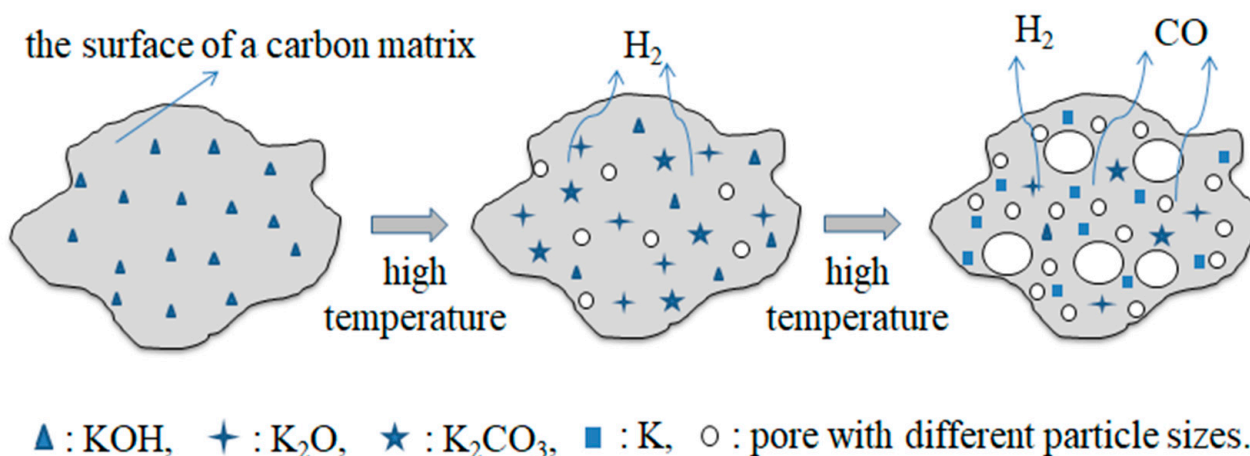 the surface of a carbon matrix
H₂
H₂
CO
high
temperature
high
temperature
: KOH, : K₂O, : K₂CO₃, : K, : pore with different particle sizes.